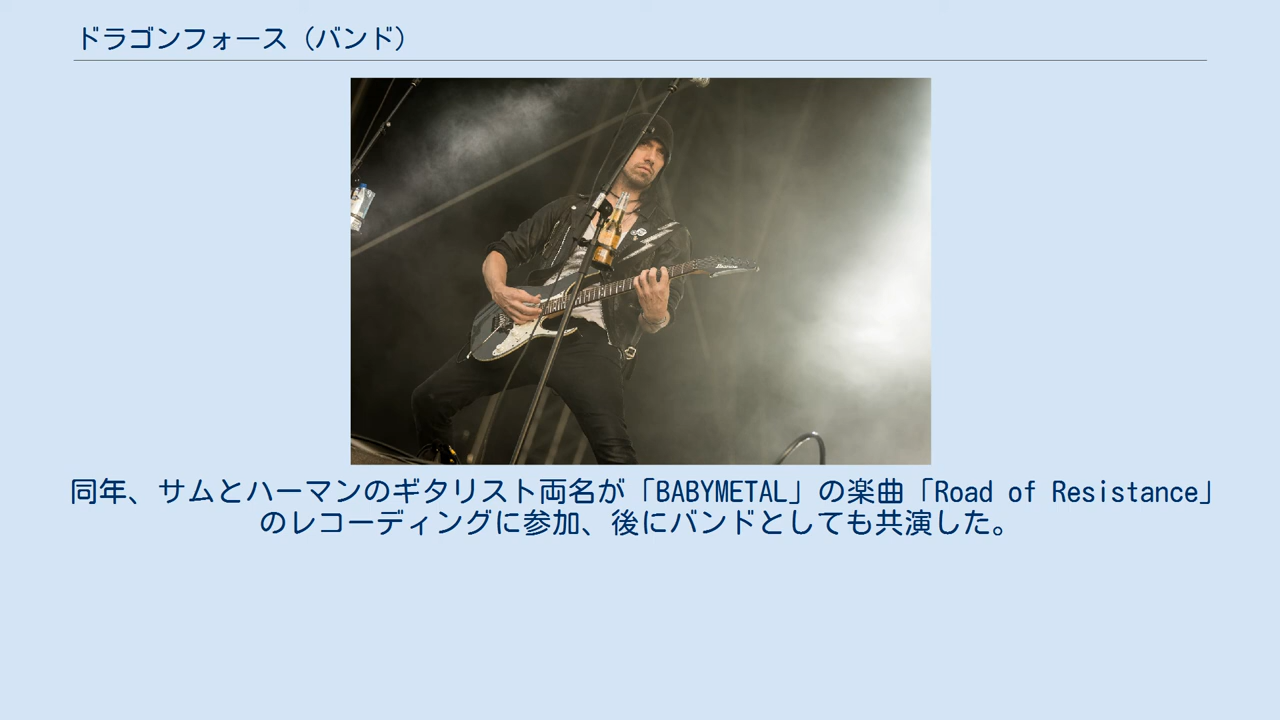 ドラゴンフォース（バンド）
同年、サムとハーマンのギタリスト両名が「BABYMETAL」の楽曲「Road of Resistance」
のレコーディングに参加、後にバンドとしても共演した。